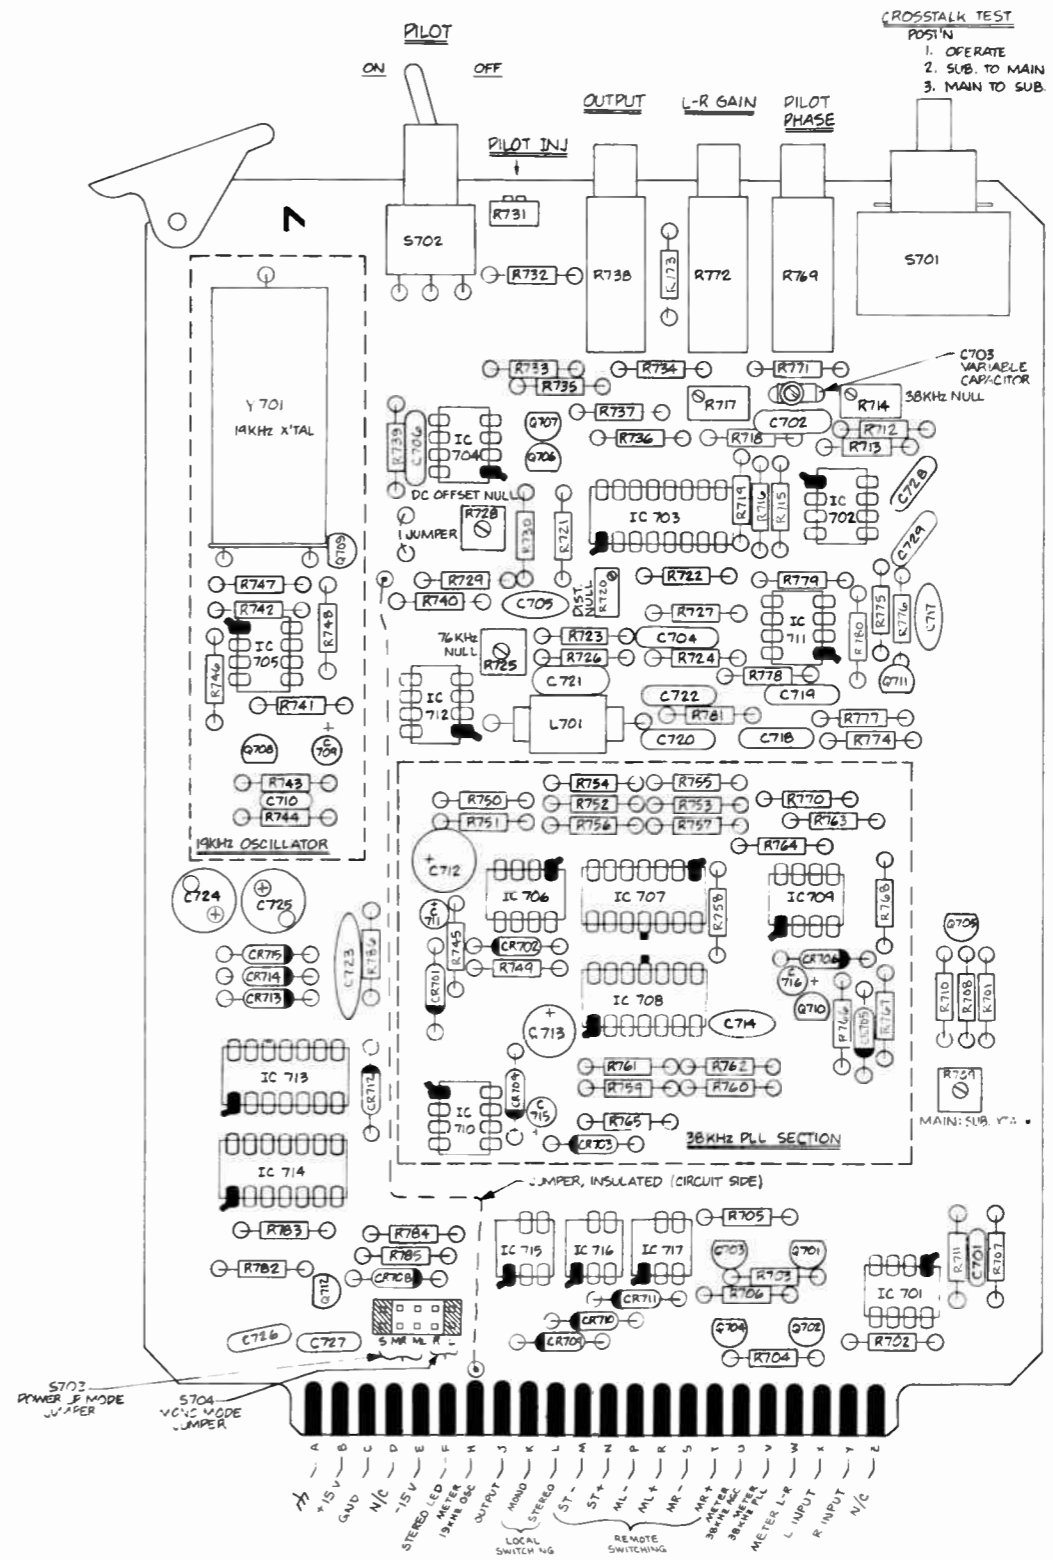 CROSSTALK TEST
POSIT'N
1. OPERATE
2. SUB. TO MAIN
3. MAIN TO SUB.
PILOT
ON OFF
OUTPUT
L-R GAIN
PILOT
PHASE
PILOT INJ
7
R731
S702
R732
R738
R773
R772
R769
S701
Y701
19KHz X'TAL
R733
R735
R734
R771
C703
VARIABLE
CAPACITOR
R717
R714
38KHz NULL
R737
C702
R712
R739
C706
IC
704
Q707
Q706
R736
R718
R713
DC OFFSET NULL
R728
JUMPER
R730
R721
IC 703
R719
R716
R715
IC
702
C728
C729
Q709
R747
R729
R740
C705
DIST.
NULL
R720
R722
R779
R742
R748
R727
IC
711
R780
R775
R776
C717
IC
705
R746
76KHz
NULL
R725
R723
C704
R726
R724
R778
Q711
C721
C722
C719
R741
IC
712
L701
R781
R777
C720
C718
R774
Q708
C
709
R743
C710
R744
19KHz OSCILLATOR
R754
R755
R750
R752
R753
R770
R751
R756
R757
R763
R764
C712
IC 706
IC 707
R758
IC709
R768
C724
C725
C
711
R745
CR702
R749
CR701
C723
R786
CR715
CR714
CR713
Q705
CR706
C
716
Q710
R766
CR705
R767
R710
R708
R701
IC 708
C714
C713
IC 713
CR712
R761
R762
R759
R760
CR704
C
715
IC
710
R765
CR703
R709
MAIN:SUB.
38KHz PLL SECTION
IC 714
JUMPER, INSULATED (CIRCUIT SIDE)
R783
R784
R785
R782
CR708
Q712
IC 715
IC 716
IC 717
R705
Q703
Q701
R703
R706
CR711
CR710
CR709
Q704
Q702
R704
IC 701
R711
C701
R707
R702
C726
C727
S MR ML R L
S703
POWER UP MODE
JUMPER
S704
MONO MODE
JUMPER
A B C D E F H J K L M N P R S T U V W X Y Z
+15V
GND
N/C
-15V
STEREO LED
METER
19KHz OSC
OUTPUT
MONO
STEREO
LOCAL
SWITCHING
ST-
ST+
ML-
ML+
MR-
MR+
REMOTE
SWITCHING
METER
38KHz AGC
METER
38KHz PLL
METER L-R
L INPUT
R INPUT
N/C